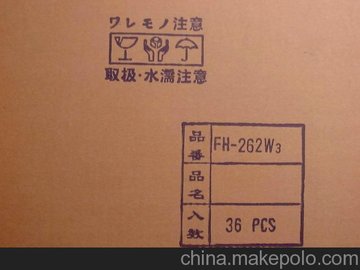 ワレモノ注意
取扱・水濡注意
品番 FH-262W3
品名
入数 36 PCS
china.makepolo.com